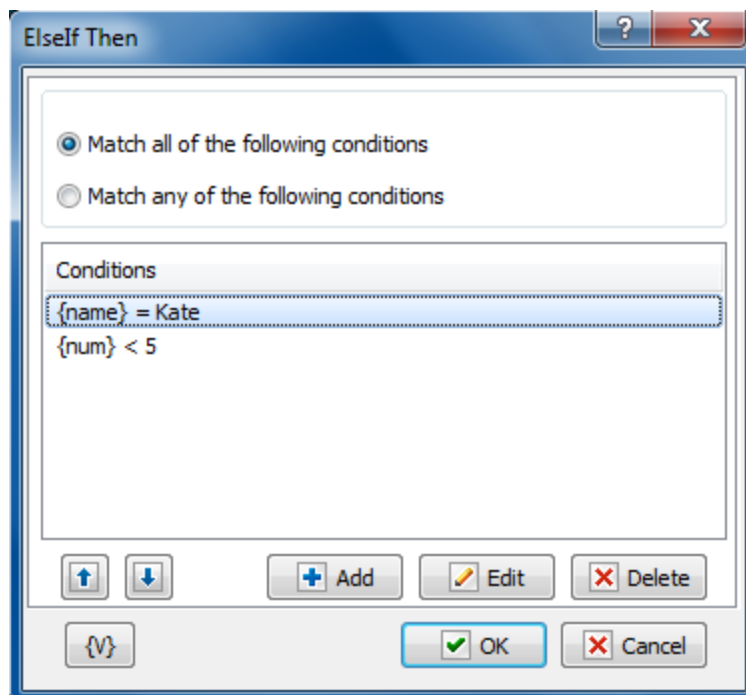 ElseIf Then
?
Match all of the following conditions
Match any of the following conditions
Conditions
{name} = Kate
{num} < 5
Add Edit Delete
{V} OK Cancel